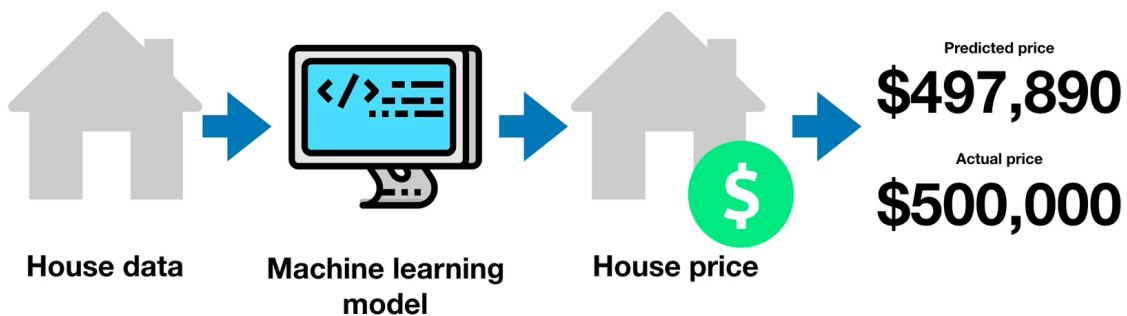 Predicted price
$497,890
Actual price
$500,000
</>
$
House data
Machine learning
model
House price